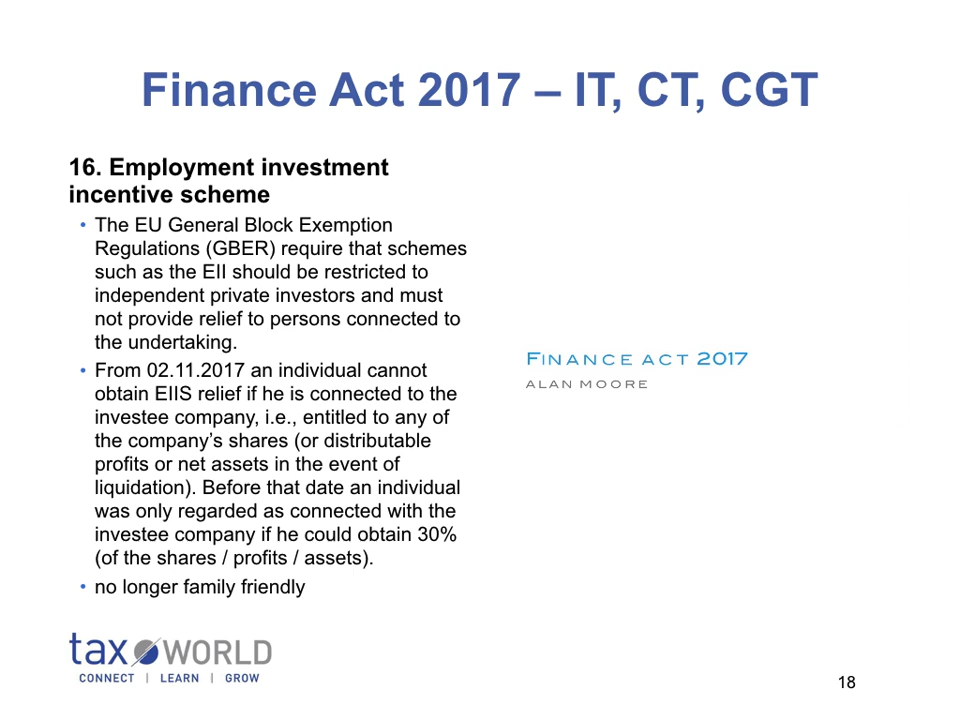 Finance Act 2017 – IT, CT, CGT
16. Employment investment
incentive scheme
• The EU General Block Exemption
Regulations (GBER) require that schemes
such as the EII should be restricted to
independent private investors and must
not provide relief to persons connected to
the undertaking.
• From 02.11.2017 an individual cannot
obtain EIIS relief if he is connected to the
investee company, i.e., entitled to any of
the company’s shares (or distributable
profits or net assets in the event of
liquidation). Before that date an individual
was only regarded as connected with the
investee company if he could obtain 30%
(of the shares / profits / assets).
• no longer family friendly
FINANCE ACT 2017
ALAN MOORE
tax WORLD
CONNECT | LEARN | GROW
18